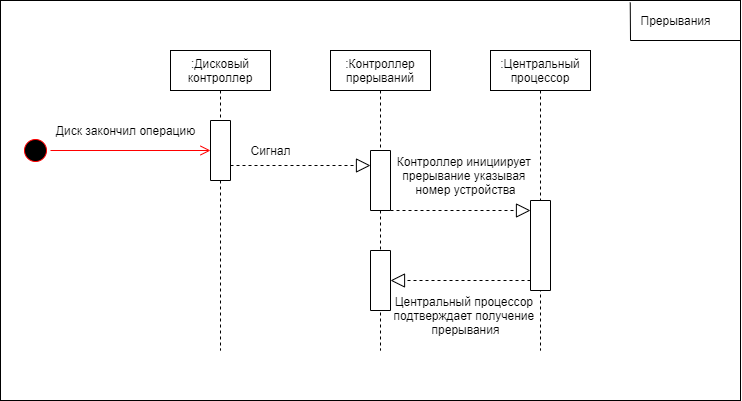 Прерывания
:Дисковый
контроллер
:Контроллер
прерываний
:Центральный
процессор
Диск закончил операцию
Сигнал
Контроллер инициирует
прерывание указывая
номер устройства
Центральный процессор
подтверждает получение
прерывания